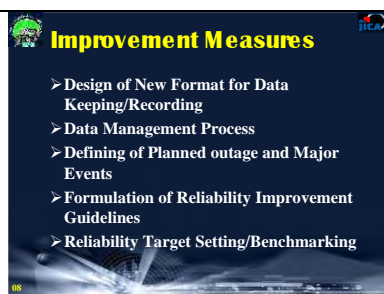 jICA
Improvement Measures
➢Design of New Format for Data
Keeping/Recording
➢Data Management Process
➢Defining of Planned outage and Major
Events
➢Formulation of Reliability Improvement
Guidelines
➢Reliability Target Setting/Benchmarking
08